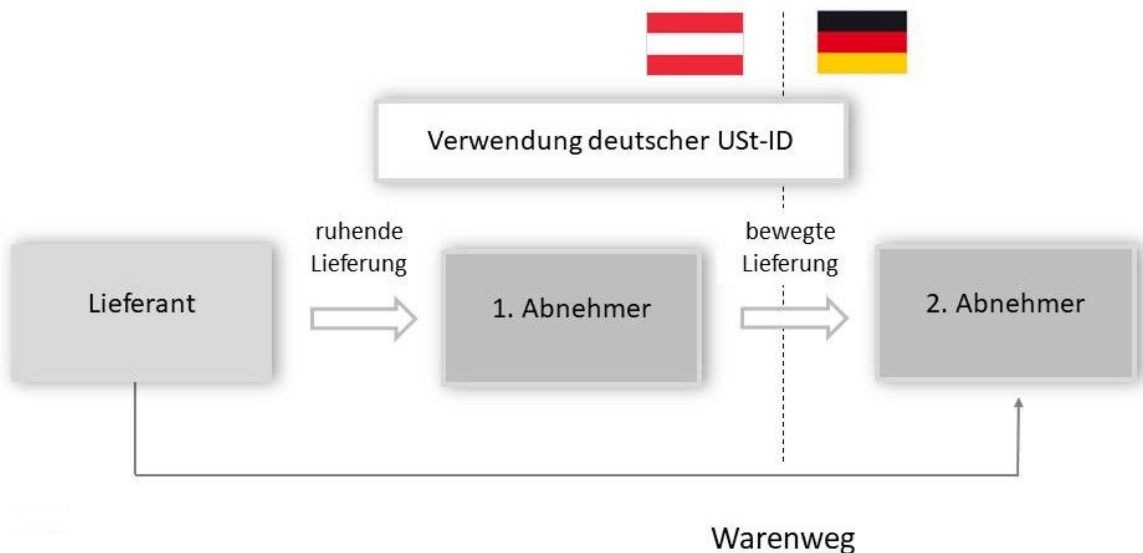 Verwendung deutscher USt-ID
ruhende
Lieferung
bewegte
Lieferung
Lieferant
1. Abnehmer
2. Abnehmer
Warenweg